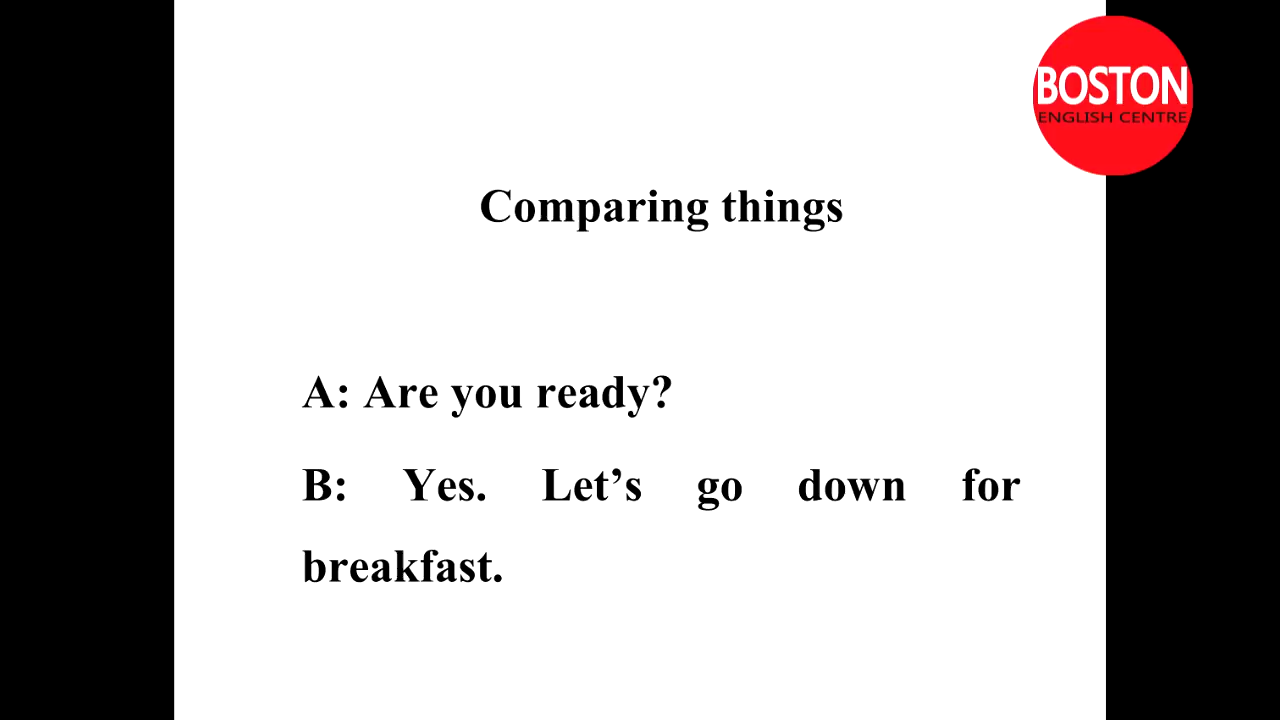 BOSTON
ENGLISH CENTRE
Comparing things
A: Are you ready?
B: Yes. Let’s go down for
breakfast.